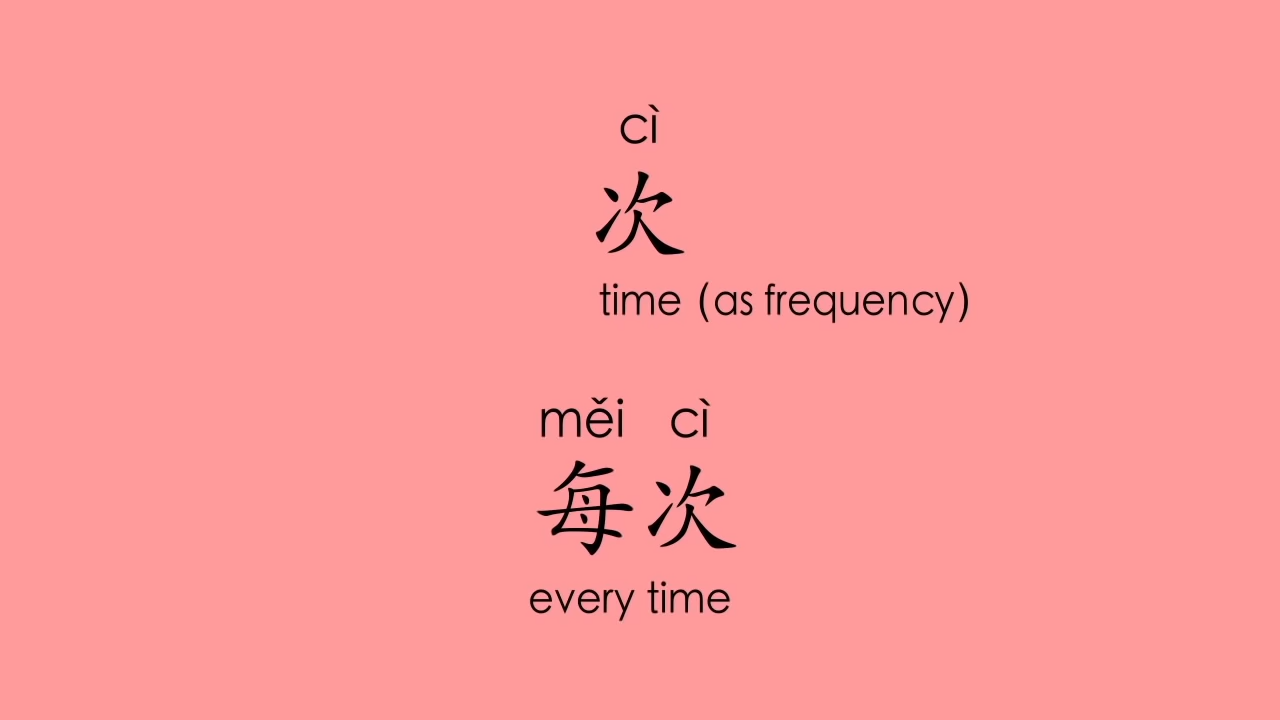 cì
次
time (as frequency)
měi cì
每次
every time